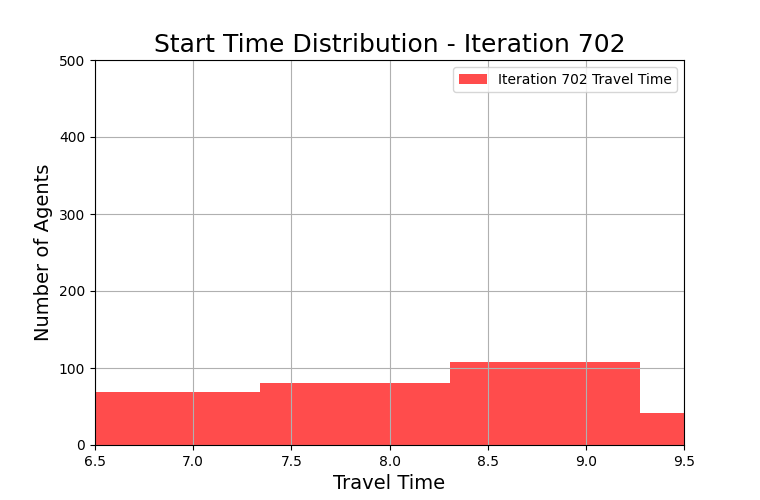 Start Time Distribution - Iteration 702
Iteration 702 Travel Time
Number of Agents
500
400
300
200
100
0
6.5 7.0 7.5 8.0 8.5 9.0 9.5
Travel Time